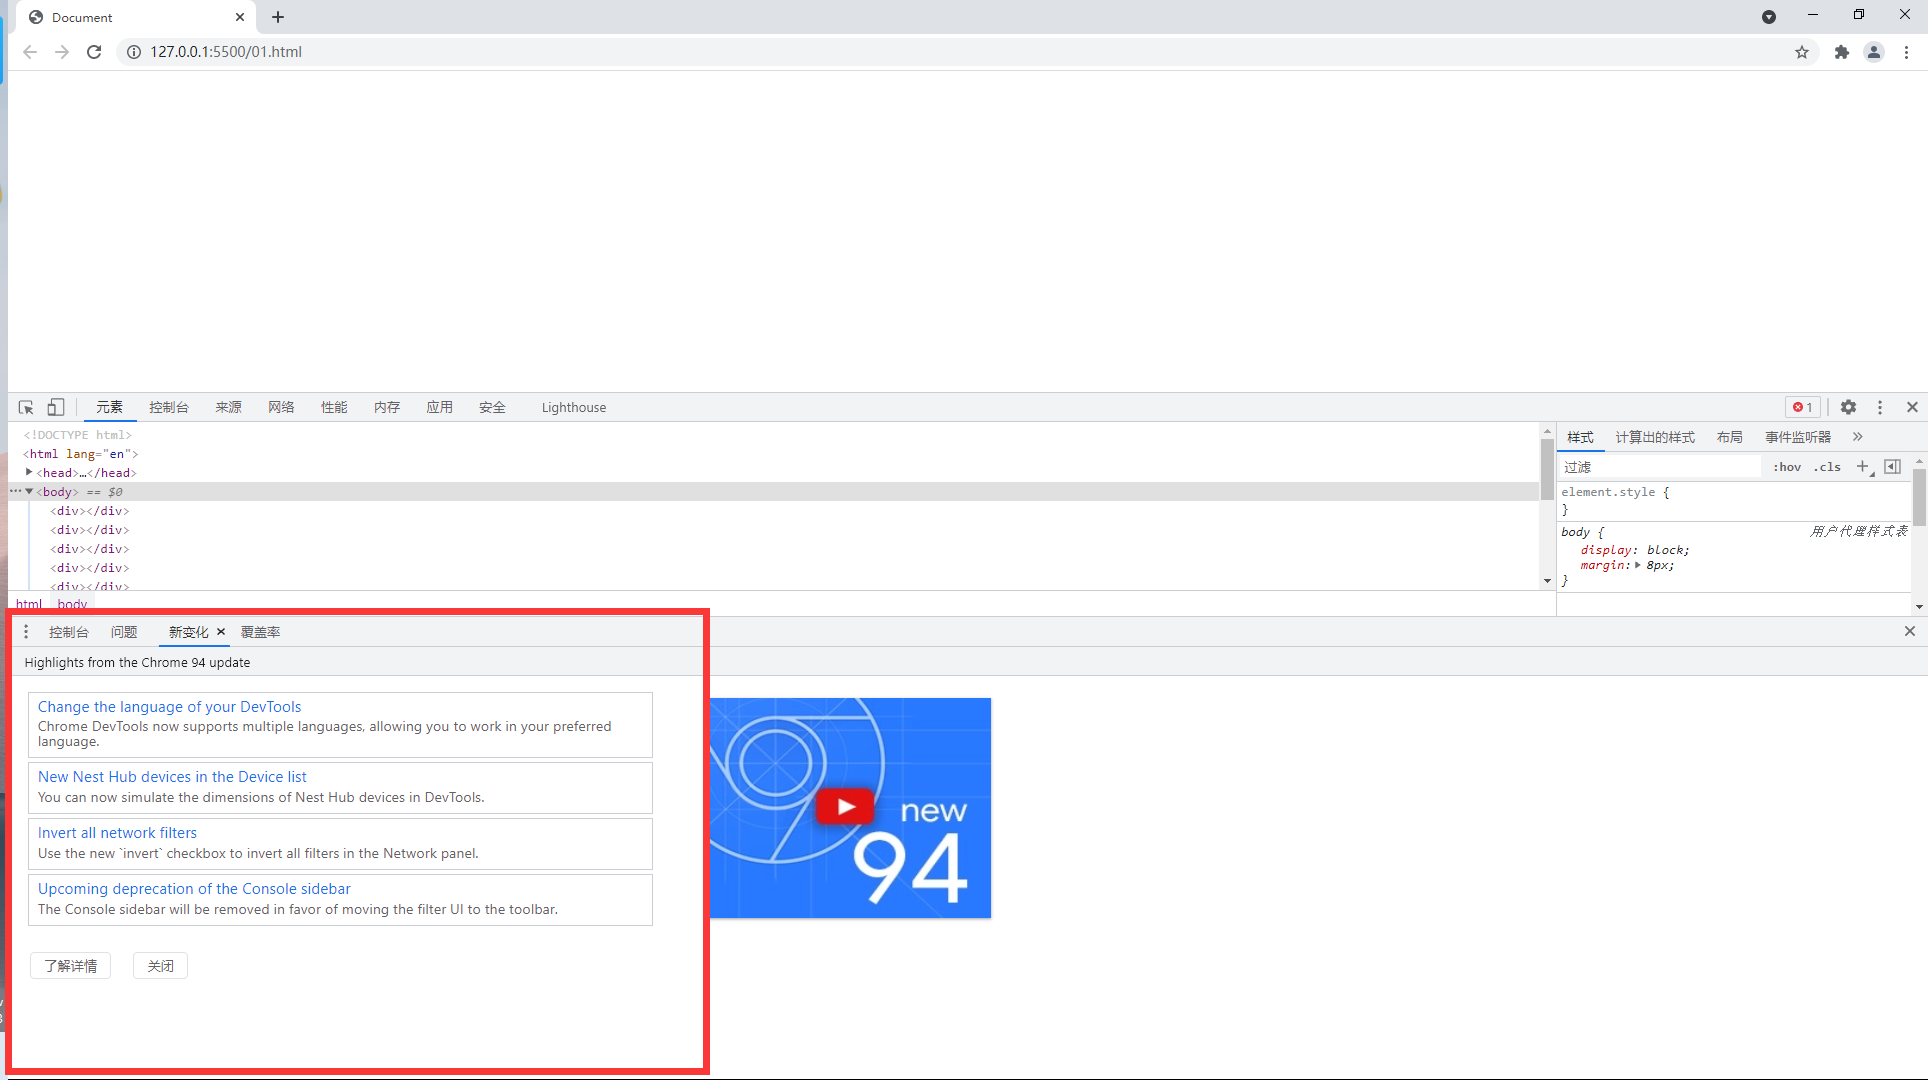 Document
127.0.0.1:5500/01.html
元素 控制台 来源 网络 性能 内存 应用 安全 Lighthouse 1
<!DOCTYPE html>
<html lang="en">
<head>…</head>
<body> == $0
<div></div>
<div></div>
<div></div>
<div></div>
<div></div>
html body
样式 计算出的样式 布局 事件监听器
过滤 :hov .cls
element.style {
}
body { 用户代理样式表
display: block;
margin: 8px;
}
控制台 问题 新变化 覆盖率
Highlights from the Chrome 94 update
Change the language of your DevTools
Chrome DevTools now supports multiple languages, allowing you to work in your preferred
language.
New Nest Hub devices in the Device list
You can now simulate the dimensions of Nest Hub devices in DevTools.
Invert all network filters
Use the new `invert` checkbox to invert all filters in the Network panel.
Upcoming deprecation of the Console sidebar
The Console sidebar will be removed in favor of moving the filter UI to the toolbar.
了解详情 关闭
new
94